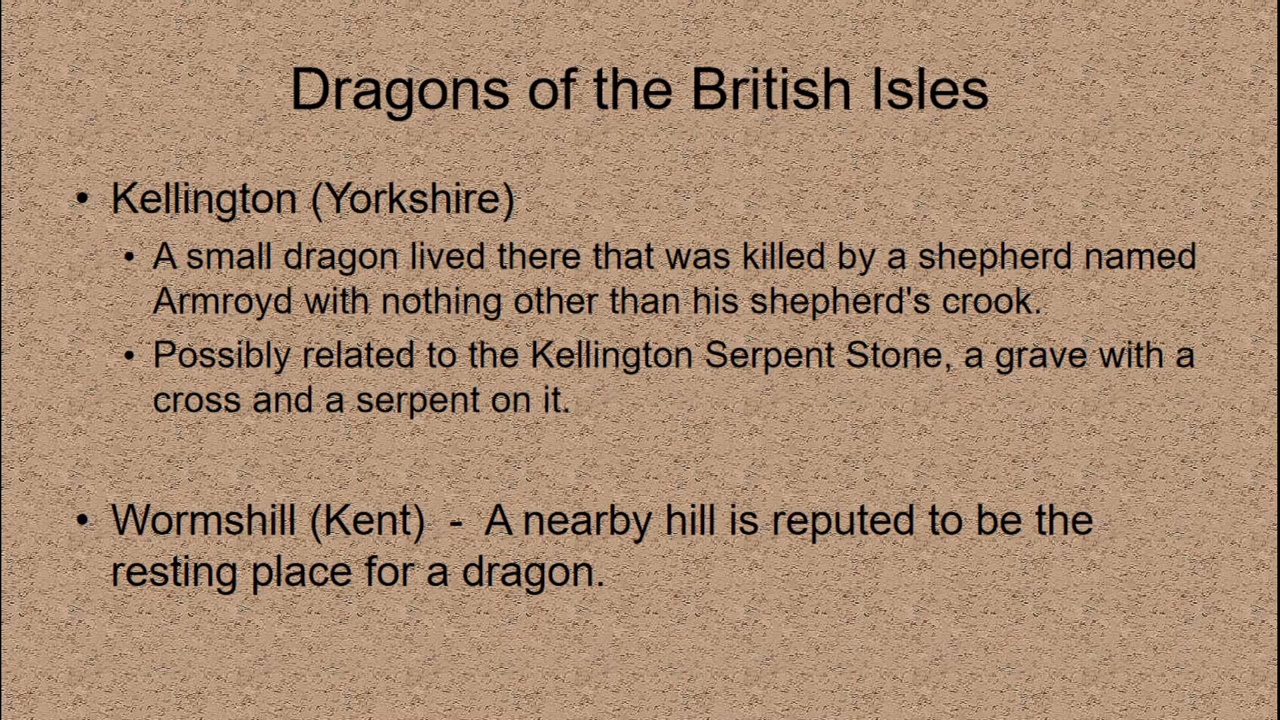 Dragons of the British Isles
• Kellington (Yorkshire)
• A small dragon lived there that was killed by a shepherd named
Armroyd with nothing other than his shepherd's crook.
• Possibly related to the Kellington Serpent Stone, a grave with a
cross and a serpent on it.
• Wormshill (Kent)  -  A nearby hill is reputed to be the
resting place for a dragon.